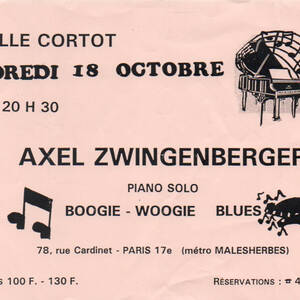 LLE CORTOT
DREDI 18 OCTOBRE
20 H 30
AXEL ZWINGENBERGER
PIANO SOLO
BOOGIE - WOOGIE BLUES
78, rue Cardinet - PARIS 17e (métro MALESHERBES)
S 100 F. - 130 F.
RÉSERVATIONS : ☎ 4